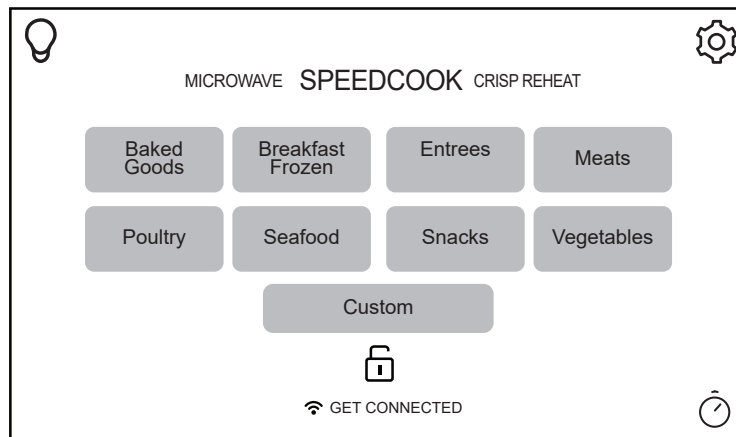 MICROWAVE SPEEDCOOK CRISP REHEAT
Baked
Goods
Breakfast
Frozen
Entrees
Meats
Poultry
Seafood
Snacks
Vegetables
Custom
GET CONNECTED